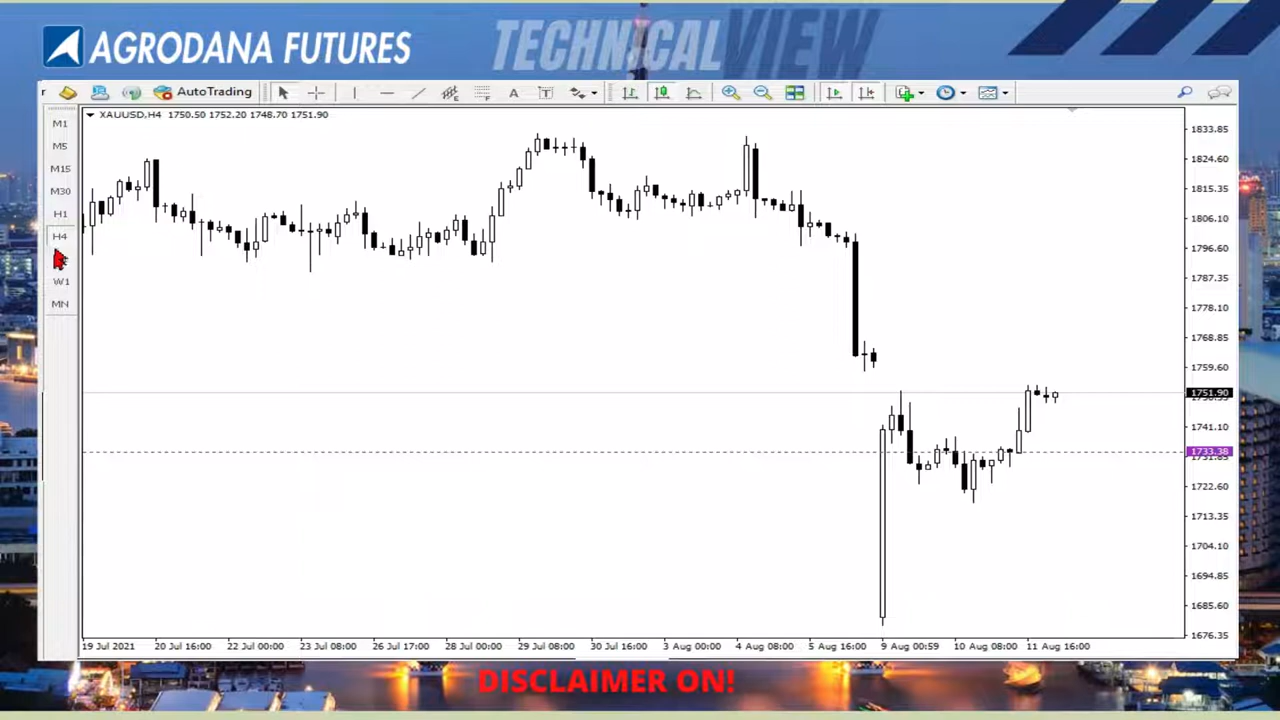 AGRODANA FUTURES
TECHNICAL VIEW
AutoTrading
A
T
M1
M5
M15
M30
H1
H4
W1
MN
XAUUSD,H4 1750.50 1752.20 1748.70 1751.90
1833.85
1824.60
1815.35
1806.10
1796.60
1787.35
1778.10
1768.85
1759.60
1751.90
1741.10
1733.38
1722.60
1713.35
1704.10
1694.85
1685.60
1676.35
19 Jul 2021 20 Jul 16:00 22 Jul 00:00 23 Jul 08:00 26 Jul 17:00 28 Jul 00:00 29 Jul 08:00 30 Jul 16:00 3 Aug 00:00 4 Aug 08:00 5 Aug 16:00 9 Aug 00:59 10 Aug 08:00 11 Aug 16:00
DISCLAIMER ON!